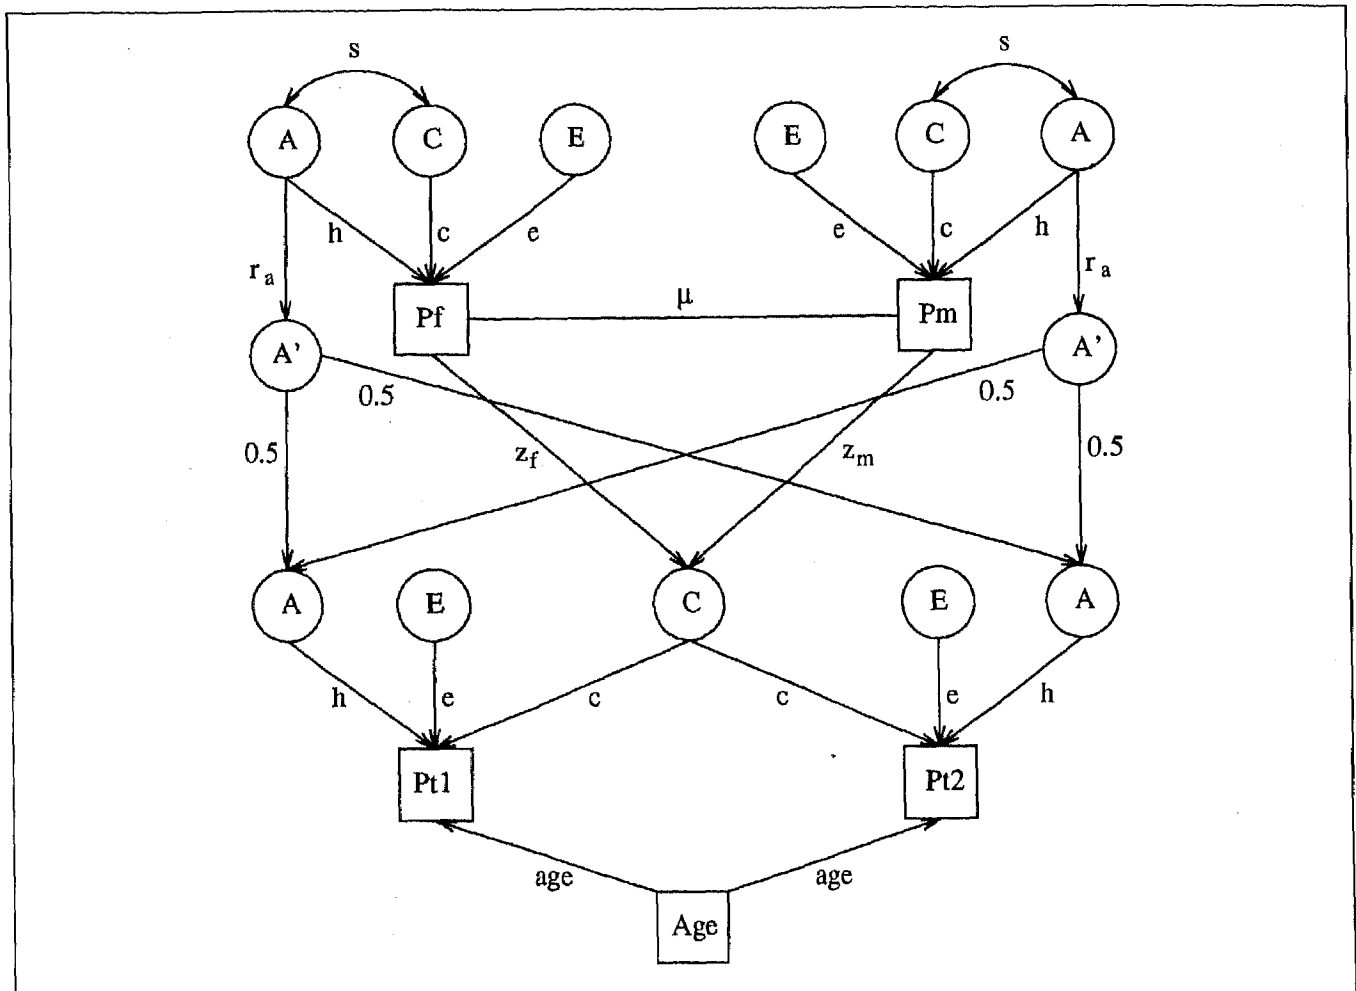 s s
A C E E C A
h c e e c h
r a r a
Pf μ Pm
A' A'
0.5 0.5
0.5 z f z m 0.5
A E C E A
h e c c e h
Pt1 Pt2
age age
Age